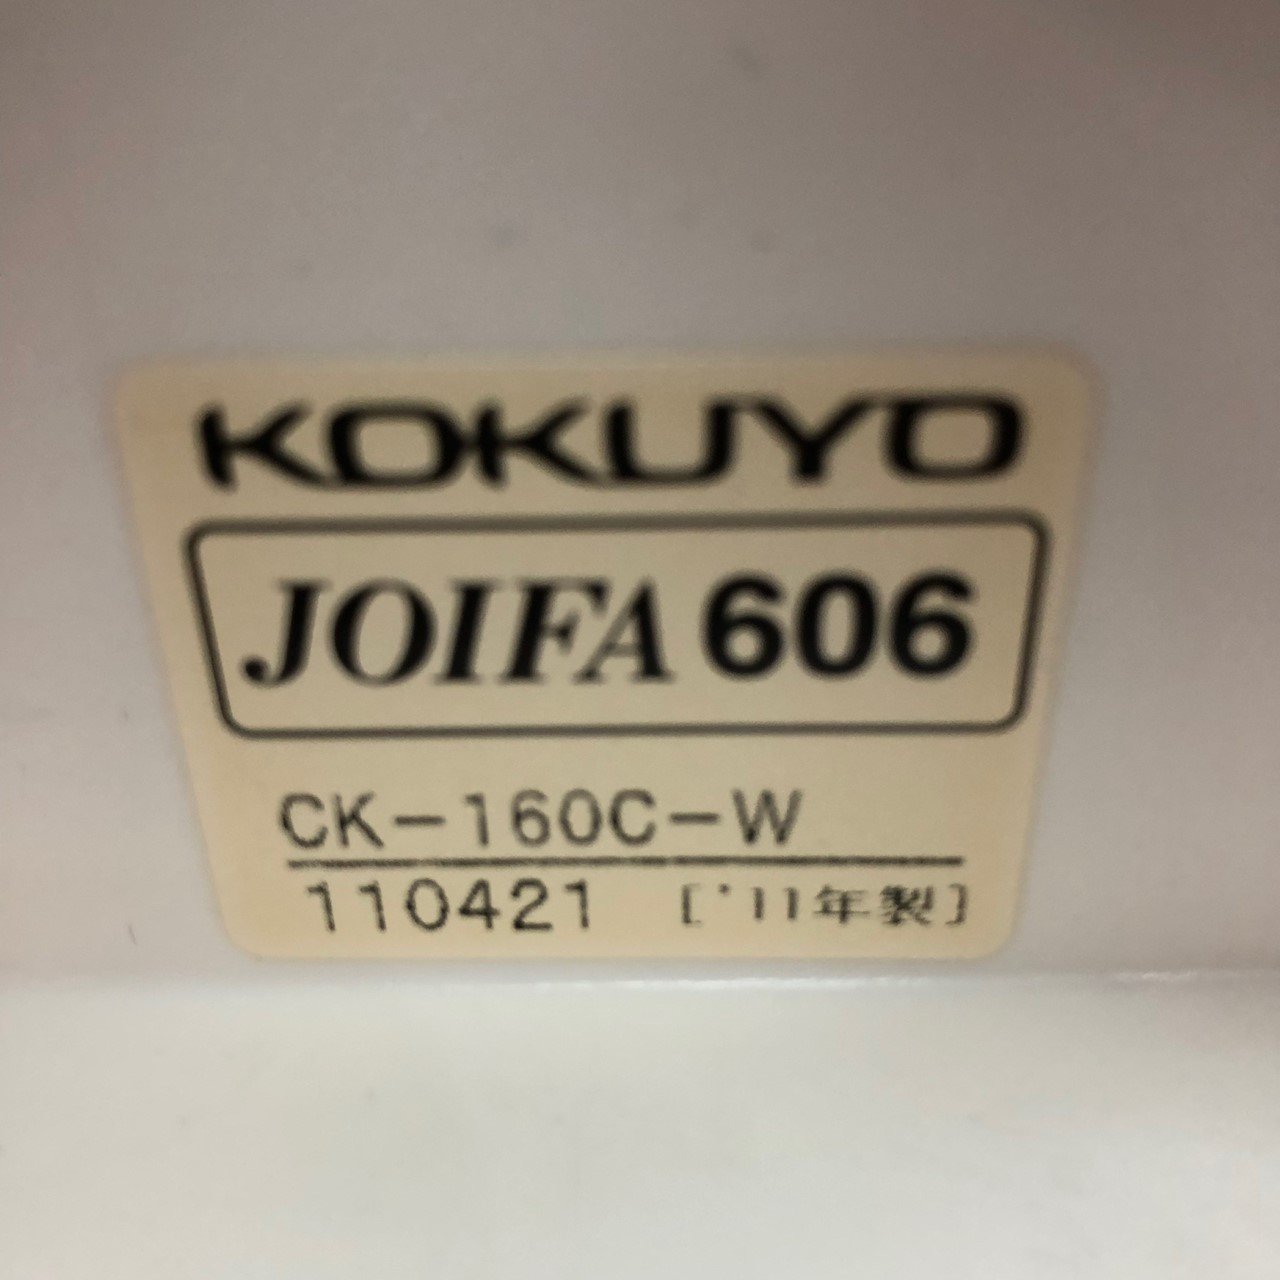 KOKUYO
JOIFA 606
CK-160C-W
110421 ['11年製]